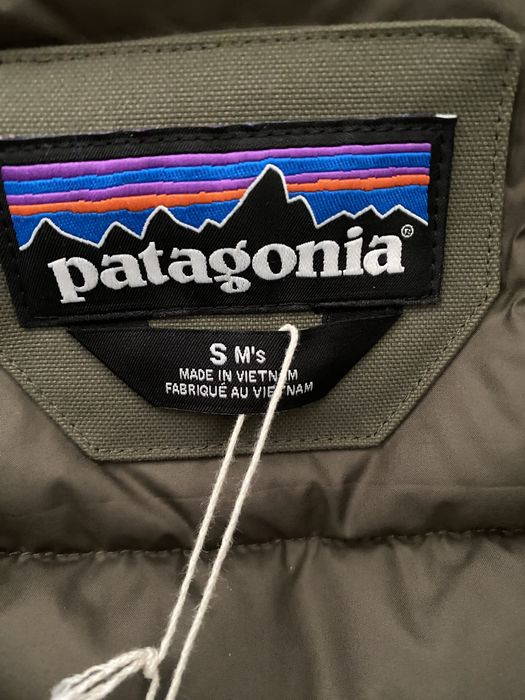 patagonia®
S M's
MADE IN VIETNAM
FABRIQUÉ AU VIETNAM